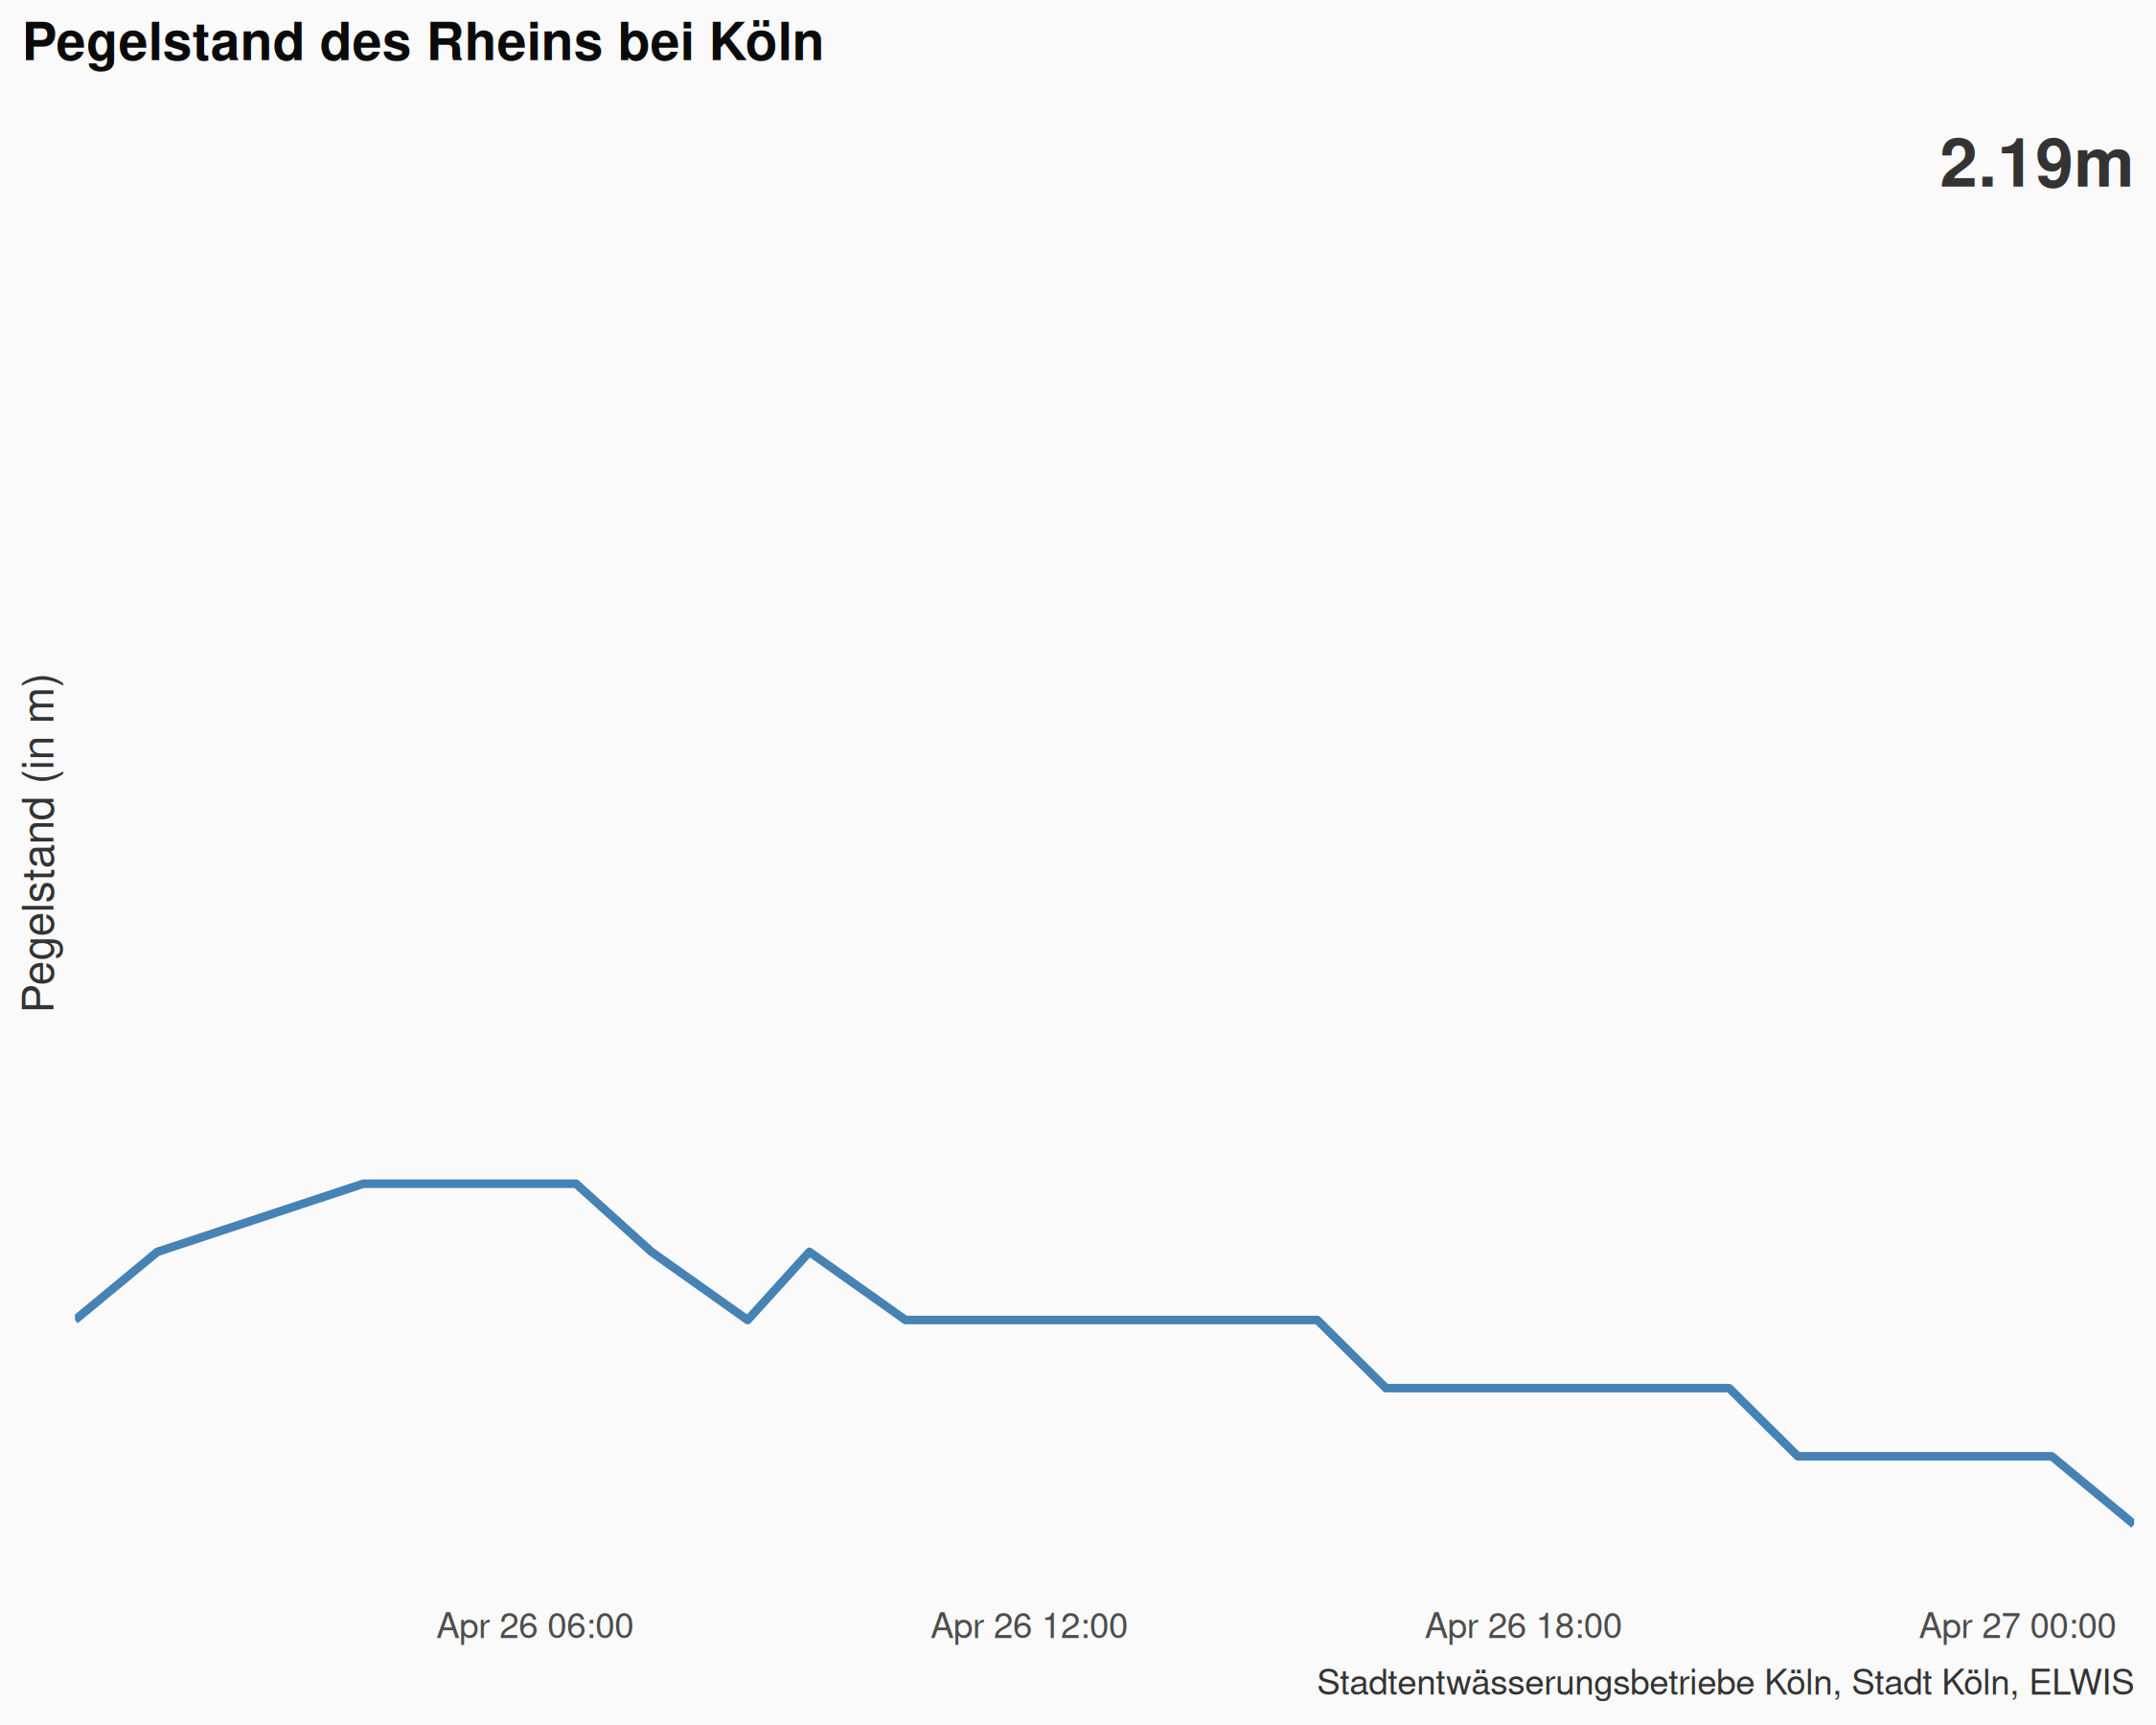 Pegelstand des Rheins bei Köln
2.19m
Pegelstand (in m)
Apr 26 06:00
Apr 26 12:00
Apr 26 18:00
Apr 27 00:00
Stadtentwässerungsbetriebe Köln, Stadt Köln, ELWIS